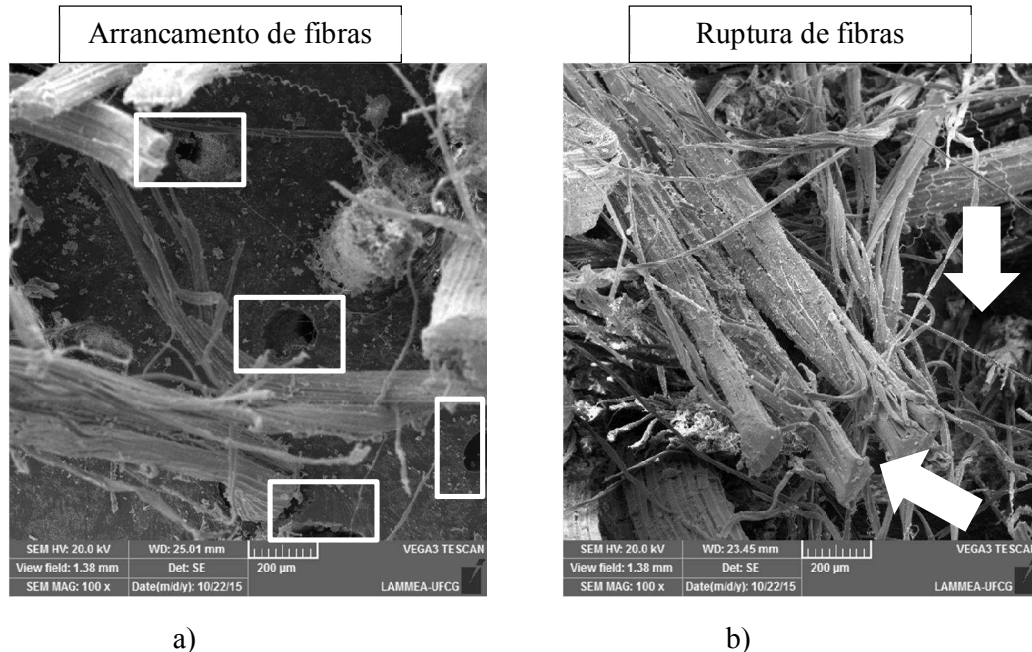 Arrancamento de fibras
Ruptura de fibras
SEM HV: 20.0 kV WD: 25.01 mm VEGA3 TESCAN
View field: 1.38 mm Det: SE 200 µm
SEM MAG: 100 x Date(m/d/y): 10/22/15 LAMMEA-UFCG
SEM HV: 20.0 kV WD: 23.45 mm VEGA3 TESCAN
View field: 1.38 mm Det: SE 200 µm
SEM MAG: 100 x Date(m/d/y): 10/22/15 LAMMEA-UFCG
a)
b)